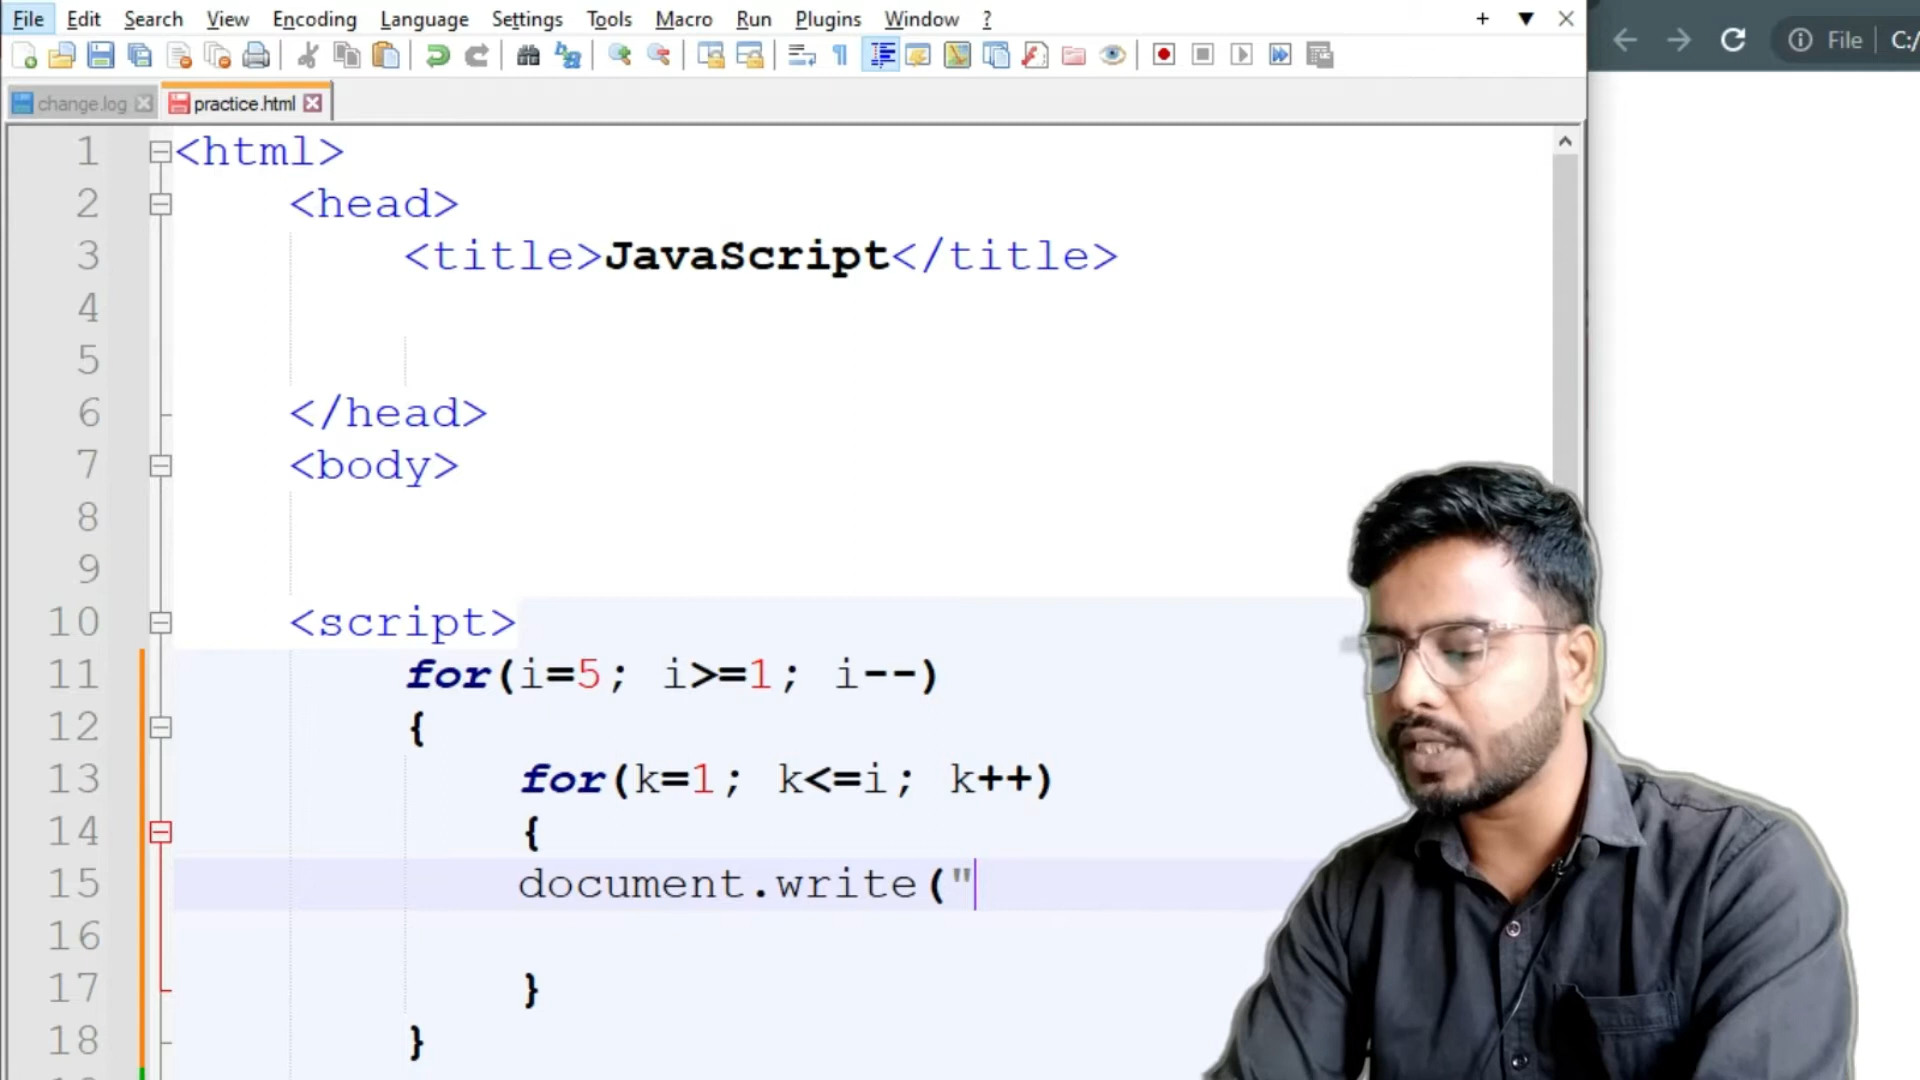 File Edit Search View Encoding Language Settings Tools Macro Run Plugins Window ? + ▼ ×
File C:/
change.log practice.html
1 <html>
2 <head>
3 <title>JavaScript</title>
4
5
6 </head>
7 <body>
8
9
10 <script>
11 for(i=5; i>=1; i--)
12 {
13 for(k=1; k<=i; k++)
14 {
15 document.write("
16
17 }
18 }